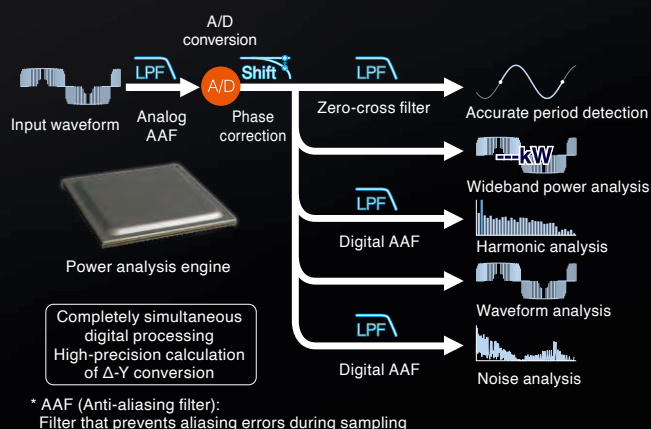 A/D
conversion
LPF
A/D
Shift
LPF
Input waveform
Analog
AAF
Phase
correction
Zero-cross filter
Accurate period detection
---kW
Wideband power analysis
LPF
Digital AAF
Harmonic analysis
Power analysis engine
Waveform analysis
Completely simultaneous
digital processing
High-precision calculation
of Δ-Y conversion
LPF
Digital AAF
Noise analysis
* AAF (Anti-aliasing filter):
Filter that prevents aliasing errors during sampling